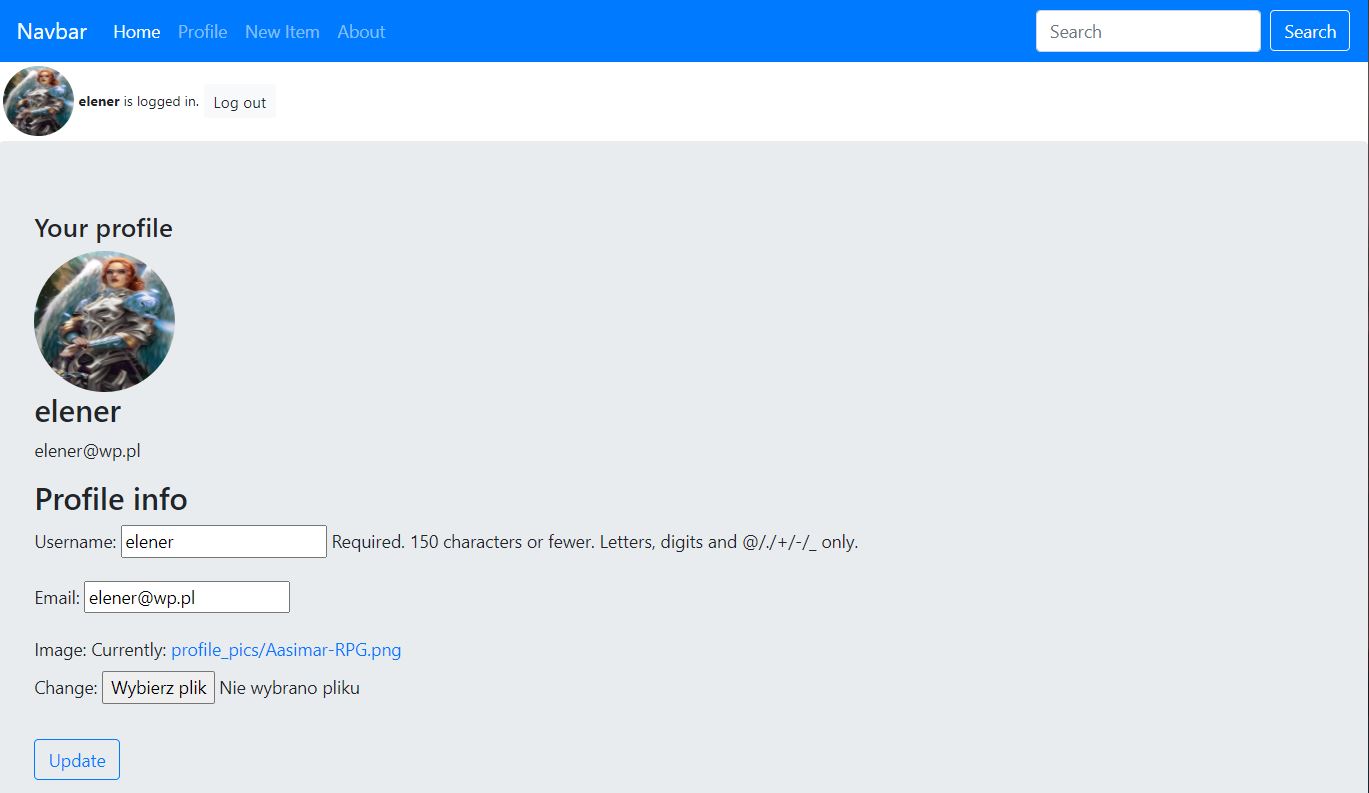 Navbar Home Profile New Item About Search Search
elener is logged in. Log out
Your profile
elener
elener@wp.pl
Profile info
Username: elener Required. 150 characters or fewer. Letters, digits and @/./+/-/_ only.
Email: elener@wp.pl
Image: Currently: profile_pics/Aasimar-RPG.png
Change: Wybierz plik Nie wybrano pliku
Update